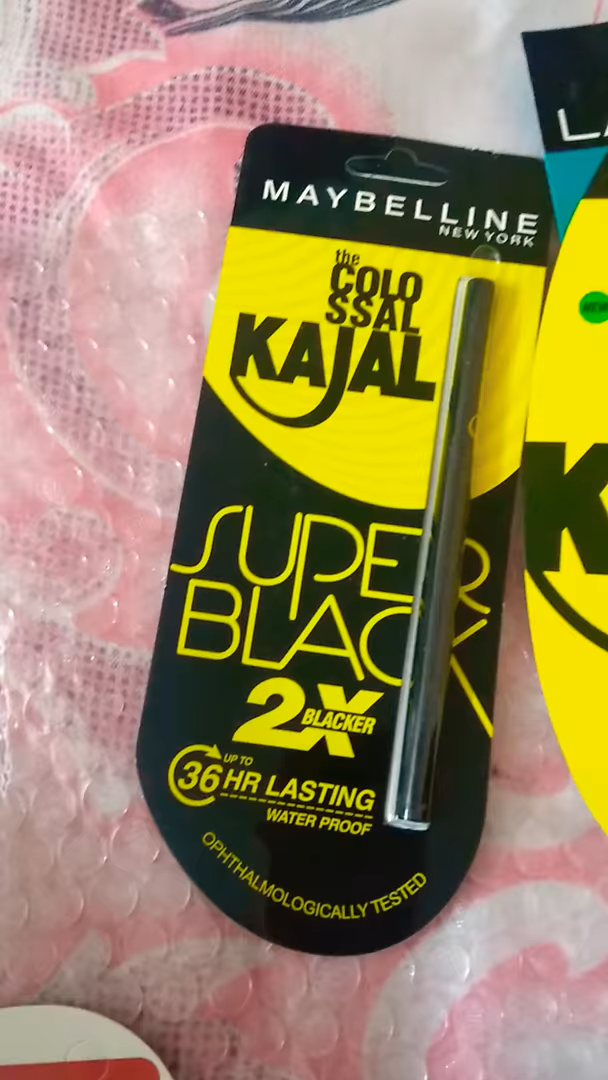 MAYBELLINE
NEW YORK
the
COLO
SSAL
KAJAL
SUPER
BLACK
2X BLACKER
UP TO
36 HR LASTING
WATER PROOF
OPHTHALMOLOGICALLY TESTED